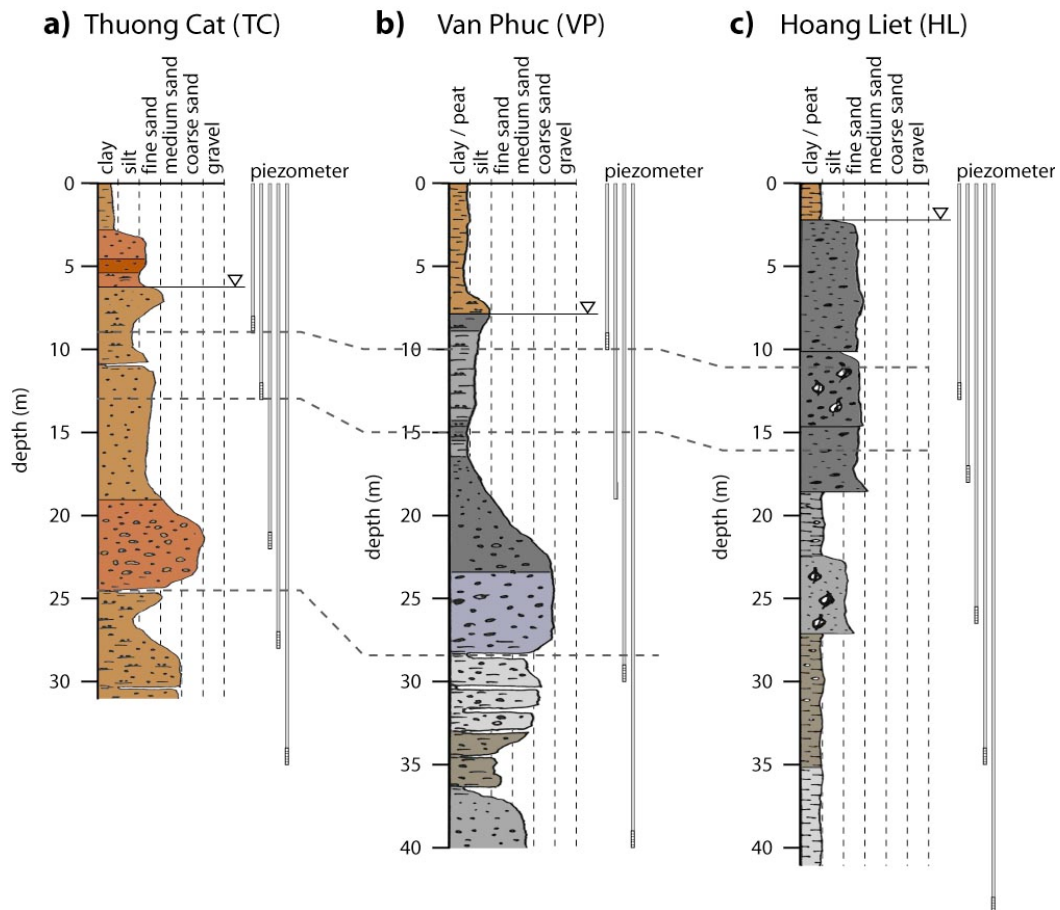 a) Thuong Cat (TC)
clay
silt
fine sand
medium sand
coarse sand
gravel
piezometer
depth (m)
0
5
10
15
20
25
30
b) Van Phuc (VP)
clay / peat
silt
fine sand
medium sand
coarse sand
gravel
piezometer
depth (m)
0
5
10
15
20
25
30
35
40
c) Hoang Liet (HL)
clay / peat
silt
fine sand
medium sand
coarse sand
gravel
piezometer
depth (m)
0
5
10
15
20
25
30
35
40